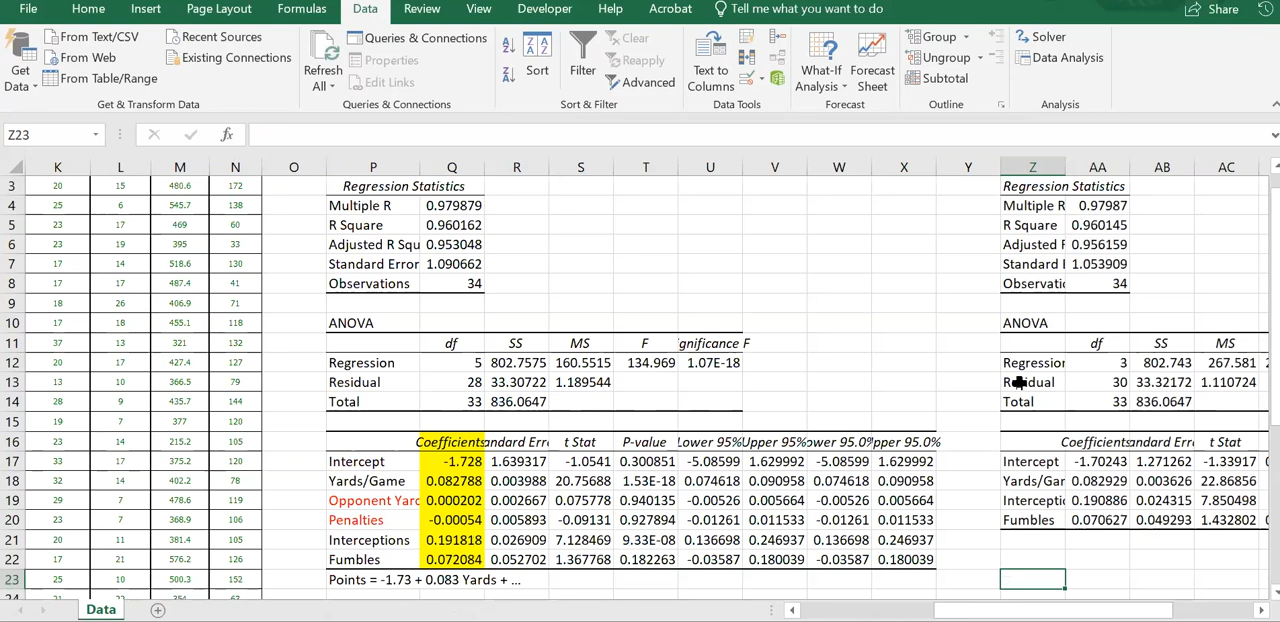 File Home Insert Page Layout Formulas Data Review View Developer Help Acrobat Tell me what you want to do Share
From Text/CSV Recent Sources Queries & Connections Clear Group Solver
Get Data From Web Existing Connections Refresh All Properties Sort Filter Reapply Text to Columns What-If Analysis Forecast Sheet Ungroup Data Analysis
From Table/Range Edit Links Advanced Subtotal
Get & Transform Data Queries & Connections Sort & Filter Data Tools Forecast Outline Analysis
Z23 fx
K L M N O P Q R S T U V W X Y Z AA AB AC
3 20 15 480.6 172 Regression Statistics Regression Statistics
4 25 6 545.7 138 Multiple R 0.979879 Multiple R 0.97987
5 23 17 469 60 R Square 0.960162 R Square 0.960145
6 23 19 395 33 Adjusted R Squ 0.953048 Adjusted F 0.956159
7 17 14 518.6 130 Standard Error 1.090662 Standard I 1.053909
8 17 17 487.4 41 Observations 34 Observatio 34
9 18 26 406.9 71
10 17 18 455.1 118 ANOVA ANOVA
11 37 13 321 132 df SS MS F gnificance F df SS MS
12 20 17 427.4 127 Regression 5 802.7575 160.5515 134.969 1.07E-18 Regression 3 802.743 267.581 2
13 13 10 366.5 79 Residual 28 33.30722 1.189544 Residual 30 33.32172 1.110724
14 28 9 435.7 144 Total 33 836.0647 Total 33 836.0647
15 19 7 377 120
16 23 14 215.2 105 Coefficients andard Erro t Stat P-value Lower 95% Upper 95% ower 95.0% pper 95.0% Coefficients andard Erro t Stat
17 33 17 375.2 120 Intercept -1.728 1.639317 -1.0541 0.300851 -5.08599 1.629992 -5.08599 1.629992 Intercept -1.70243 1.271262 -1.33917 0
18 32 6 402.2 78 Yards/Game 0.082788 0.003988 20.75688 1.53E-18 0.074618 0.090958 0.074618 0.090958 Yards/Gar 0.082929 0.003626 22.86856
19 29 7 478.6 119 Opponent Yard 0.000202 0.002667 0.075778 0.940135 -0.00526 0.005664 -0.00526 0.005664 Interceptic 0.190886 0.024315 7.850498
20 23 7 368.9 106 Penalties -0.00054 0.005893 -0.09131 0.927894 -0.01261 0.011533 -0.01261 0.011533 Fumbles 0.070627 0.049293 1.432802 0
21 20 11 381.4 105 Interceptions 0.191818 0.026909 7.128469 9.33E-08 0.136698 0.246937 0.136698 0.246937
22 17 21 576.2 126 Fumbles 0.072084 0.052702 1.367768 0.182263 -0.03587 0.180039 -0.03587 0.180039
23 25 10 500.3 152 Points = -1.73 + 0.083 Yards + ...
Data